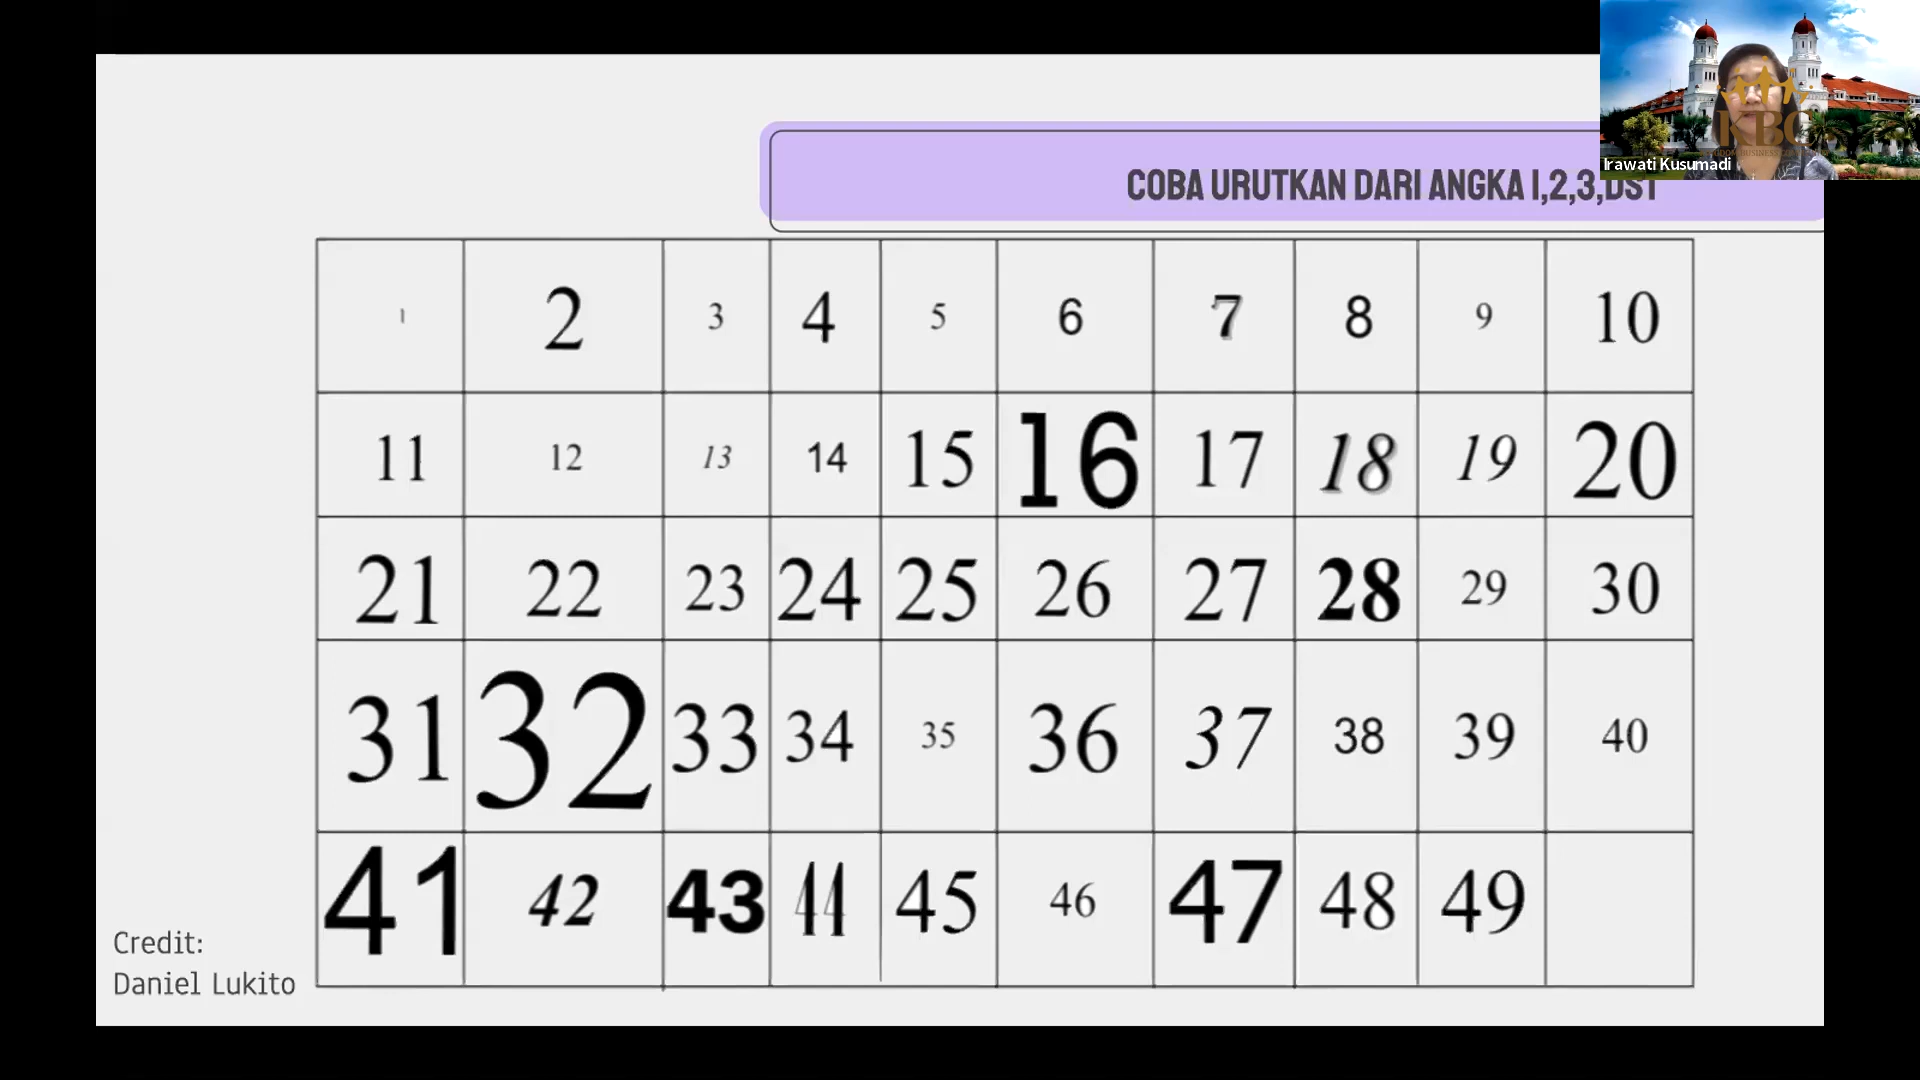 Irawati Kusumadi
KBC
COBA URUTKAN DARI ANGKA 1,2,3,DST
1 2 3 4 5 6 7 8 9 10
11 12 13 14 15 16 17 18 19 20
21 22 23 24 25 26 27 28 29 30
31 32 33 34 35 36 37 38 39 40
41 42 43 44 45 46 47 48 49
Credit:
Daniel Lukito